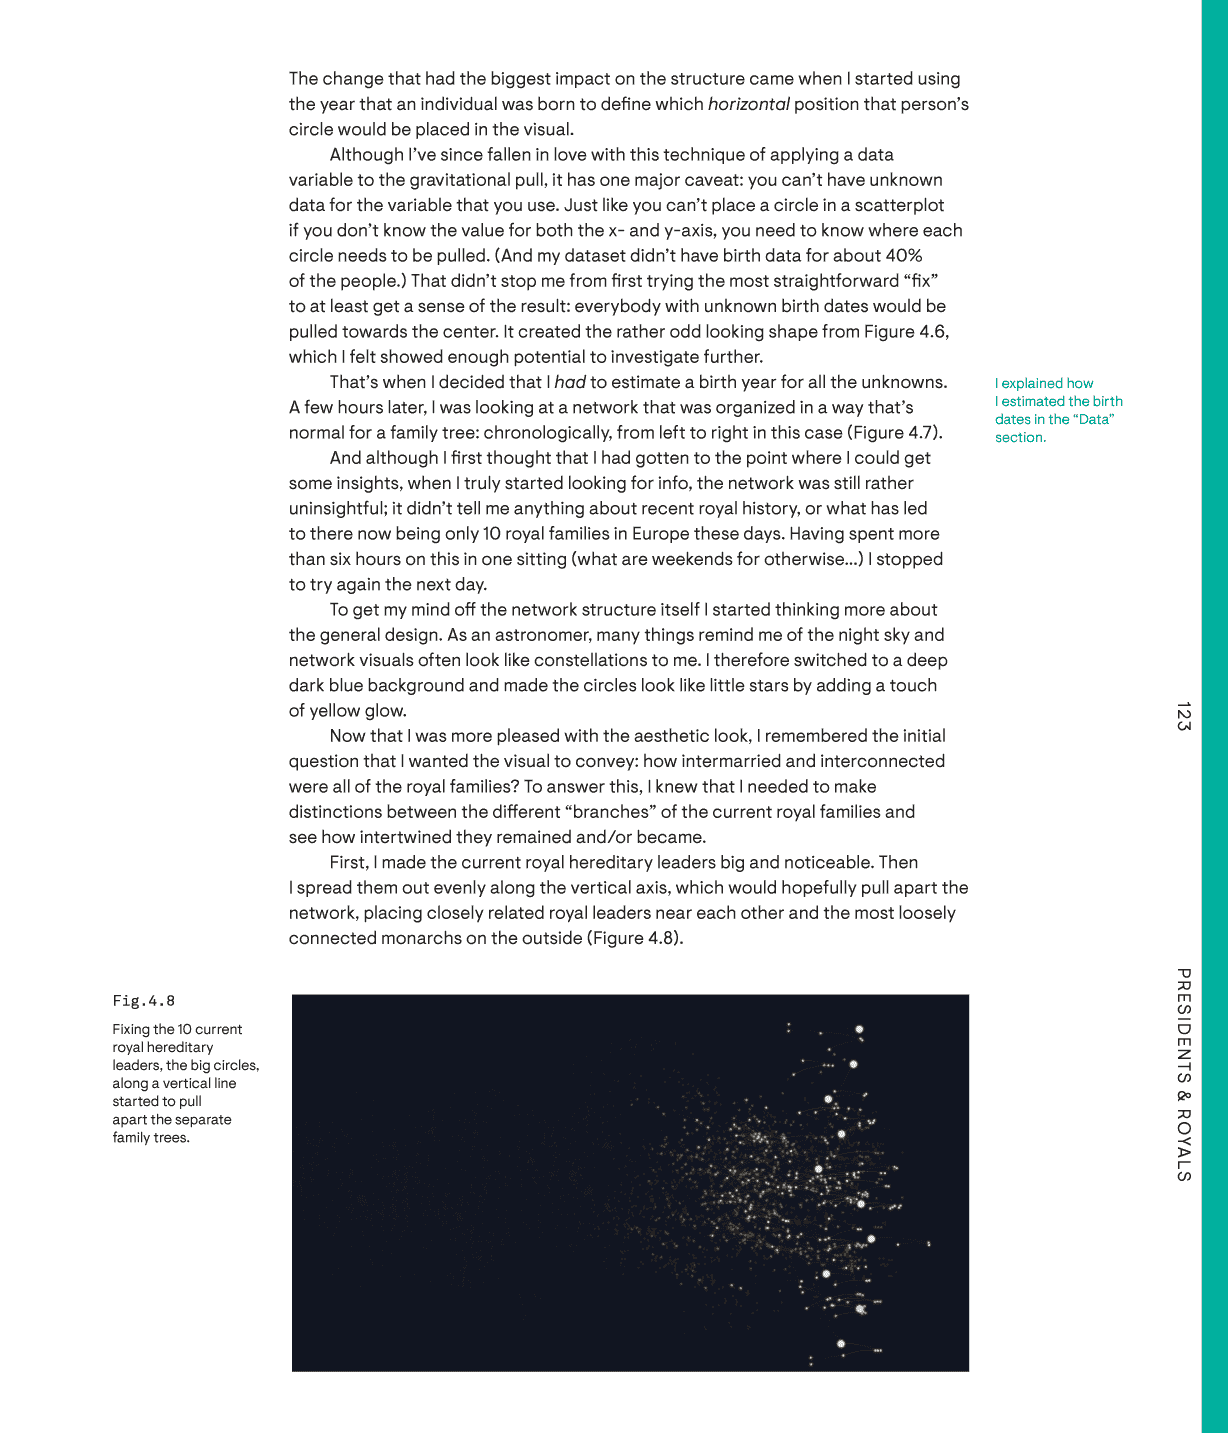 The change that had the biggest impact on the structure came when I started using
the year that an individual was born to define which horizontal position that person’s
circle would be placed in the visual.
Although I’ve since fallen in love with this technique of applying a data
variable to the gravitational pull, it has one major caveat: you can’t have unknown
data for the variable that you use. Just like you can’t place a circle in a scatterplot
if you don’t know the value for both the x- and y-axis, you need to know where each
circle needs to be pulled. (And my dataset didn’t have birth data for about 40%
of the people.) That didn’t stop me from first trying the most straightforward “fix”
to at least get a sense of the result: everybody with unknown birth dates would be
pulled towards the center. It created the rather odd looking shape from Figure 4.6,
which I felt showed enough potential to investigate further.
That’s when I decided that I had to estimate a birth year for all the unknowns.
A few hours later, I was looking at a network that was organized in a way that’s
normal for a family tree: chronologically, from left to right in this case (Figure 4.7).
I explained how
I estimated the birth
dates in the “Data”
section.
And although I first thought that I had gotten to the point where I could get
some insights, when I truly started looking for info, the network was still rather
uninsightful; it didn’t tell me anything about recent royal history, or what has led
to there now being only 10 royal families in Europe these days. Having spent more
than six hours on this in one sitting (what are weekends for otherwise...) I stopped
to try again the next day.
To get my mind off the network structure itself I started thinking more about
the general design. As an astronomer, many things remind me of the night sky and
network visuals often look like constellations to me. I therefore switched to a deep
dark blue background and made the circles look like little stars by adding a touch
of yellow glow.
Now that I was more pleased with the aesthetic look, I remembered the initial
question that I wanted the visual to convey: how intermarried and interconnected
were all of the royal families? To answer this, I knew that I needed to make
distinctions between the different “branches” of the current royal families and
see how intertwined they remained and/or became.
First, I made the current royal hereditary leaders big and noticeable. Then
I spread them out evenly along the vertical axis, which would hopefully pull apart the
network, placing closely related royal leaders near each other and the most loosely
connected monarchs on the outside (Figure 4.8).
Fig.4.8
Fixing the 10 current
royal hereditary
leaders, the big circles,
along a vertical line
started to pull
apart the separate
family trees.
123
PRESIDENTS & ROYALS